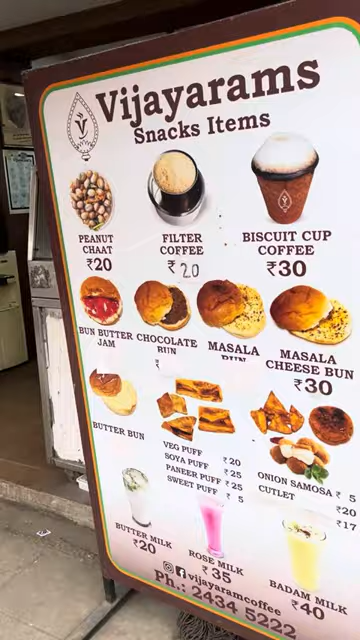 Vijayarams
Snacks Items
PEANUT
CHAAT
₹20
FILTER
COFFEE
₹ 20
BISCUIT CUP
COFFEE
₹30
BUN BUTTER
JAM
CHOCOLATE
BUN
₹
MASALA
BUN
MASALA
CHEESE BUN
₹30
BUTTER BUN
VEG PUFF ₹20
SOYA PUFF ₹25
PANEER PUFF ₹25
SWEET PUFF ₹ 5
ONION SAMOSA ₹ 5
CUTLET ₹20
₹17
BUTTER MILK
₹20
ROSE MILK
₹35
BADAM MILK
₹40
vijayaramcoffee
Ph.: 2434 5222